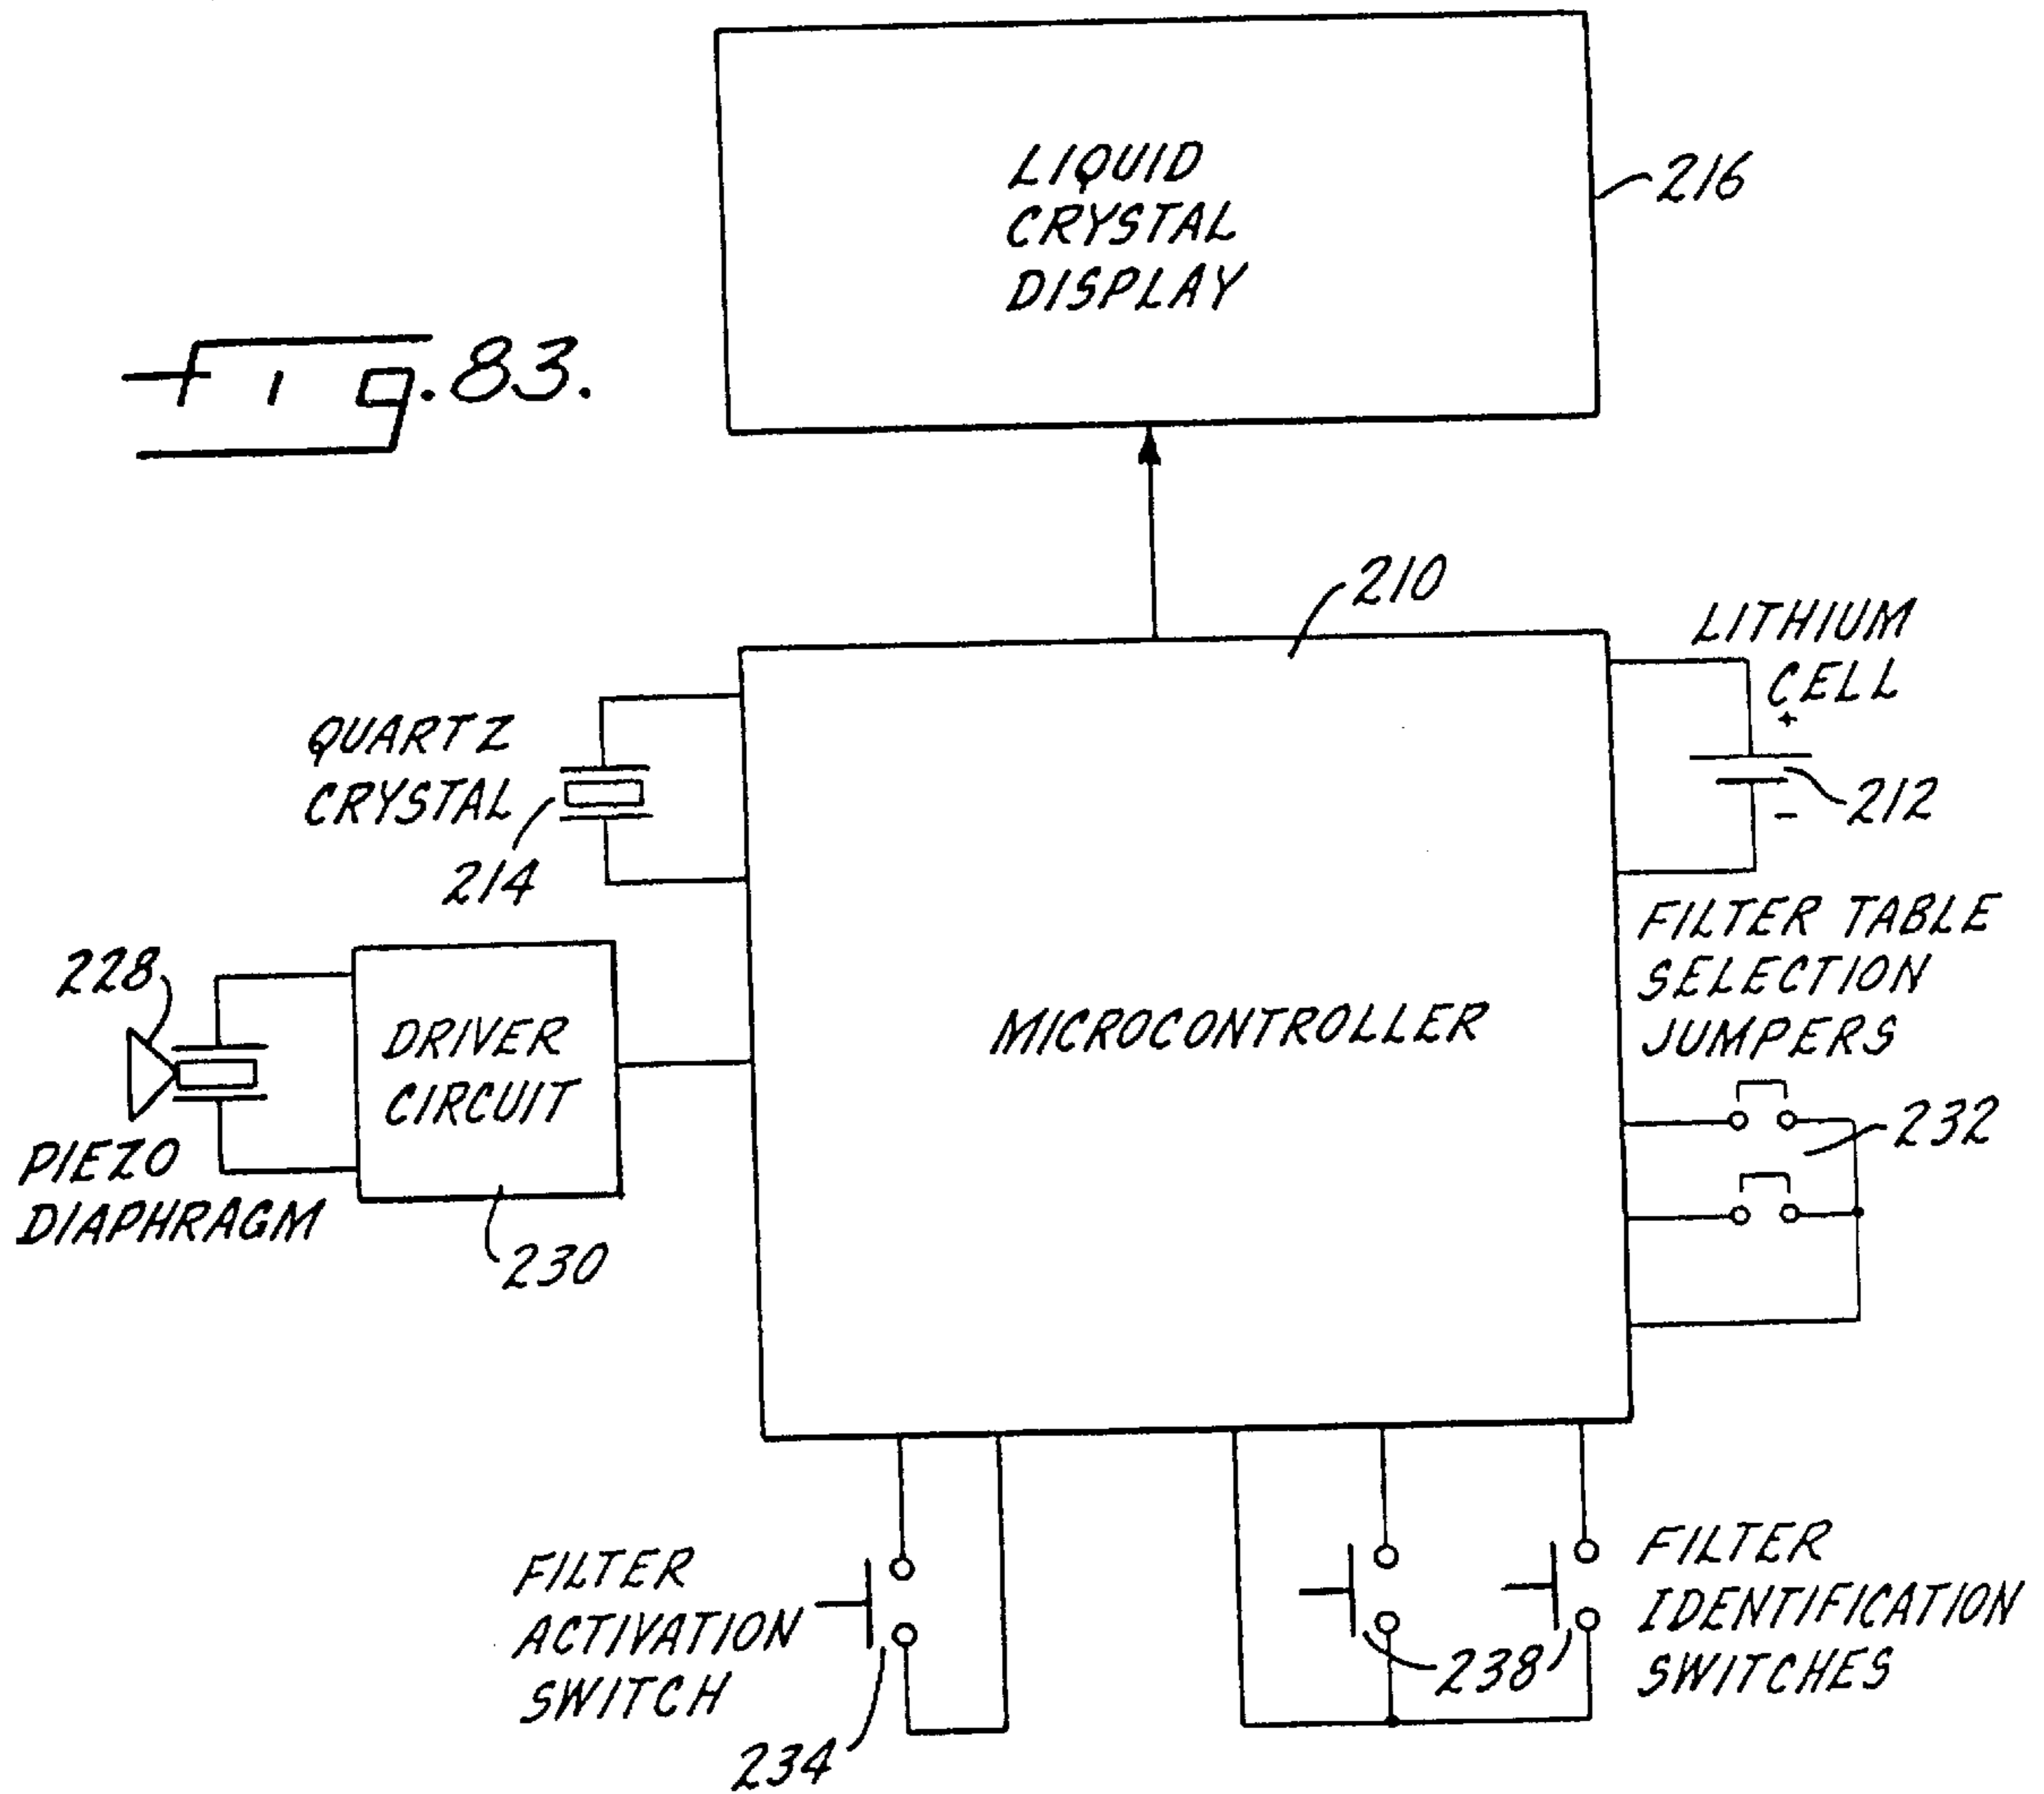 LIQUID
CRYSTAL
DISPLAY
216
Fig.83.
210
LITHIUM
CELL
+
QUARTZ
CRYSTAL
214
212
-
FILTER TABLE
SELECTION
JUMPERS
228
DRIVER
CIRCUIT
MICROCONTROLLER
232
PIEZO
DIAPHRAGM
230
FILTER
ACTIVATION
SWITCH
234
238
FILTER
IDENTIFICATION
SWITCHES